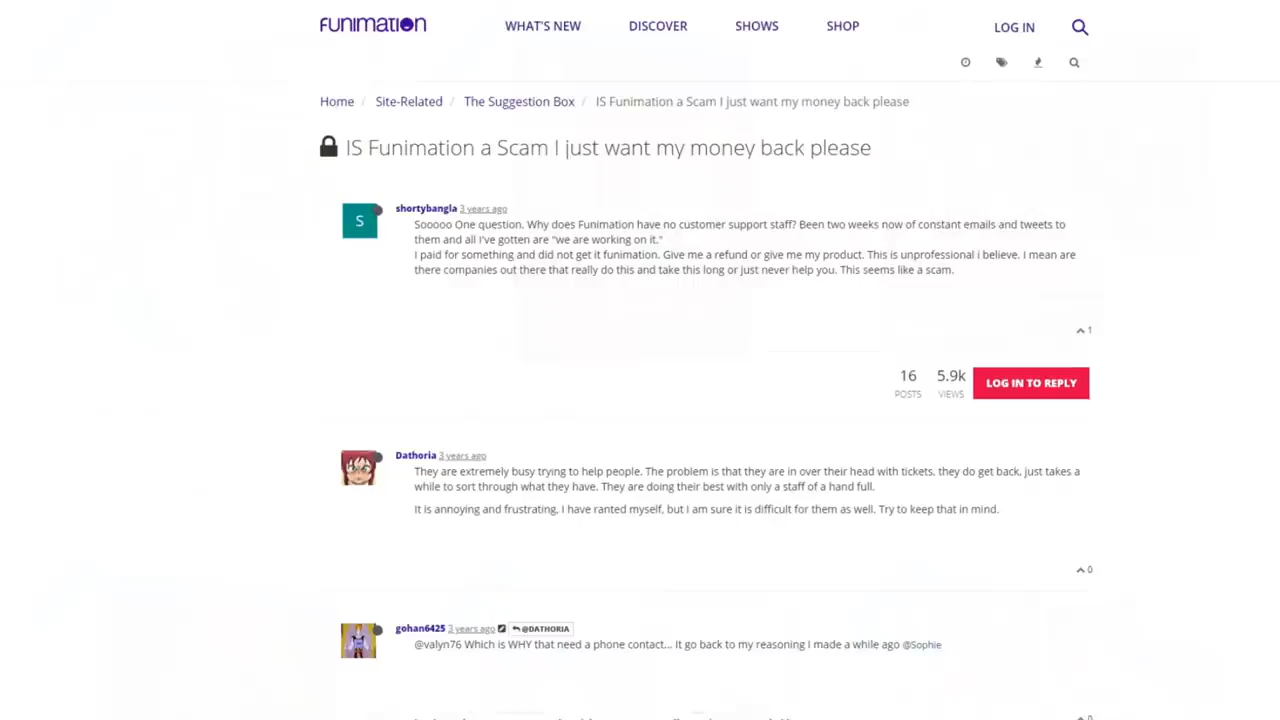 FUNiMATiON
WHAT'S NEW
DISCOVER
SHOWS
SHOP
LOG IN
Home / Site-Related / The Suggestion Box / IS Funimation a Scam I just want my money back please
IS Funimation a Scam I just want my money back please
S
shortybangla 3 years ago
Sooooo One question. Why does Funimation have no customer support staff? Been two weeks now of constant emails and tweets to
them and all I've gotten are "we are working on it."
I paid for something and did not get it funimation. Give me a refund or give me my product. This is unprofessional i believe. I mean are
there companies out there that really do this and take this long or just never help you. This seems like a scam.
1
16 5.9k LOG IN TO REPLY
POSTS VIEWS
Dathoria 3 years ago
They are extremely busy trying to help people. The problem is that they are in over their head with tickets, they do get back, just takes a
while to sort through what they have. They are doing their best with only a staff of a hand full.
It is annoying and frustrating, I have ranted myself, but I am sure it is difficult for them as well. Try to keep that in mind.
0
gohan6425 3 years ago @DATHORIA
@valyn76 Which is WHY that need a phone contact... It go back to my reasoning I made a while ago @Sophie